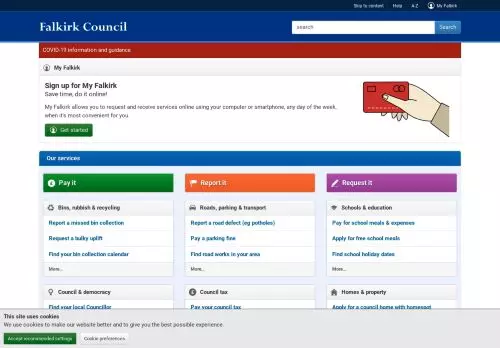 Skip to content Help A-Z My Falkirk
Falkirk Council
search Search
COVID-19 information and guidance
My Falkirk
Sign up for My Falkirk
Save time, do it online!
My Falkirk allows you to request and receive services online using your computer or smartphone, any day of the week,
when it's most convenient for you.
Get started
Our services
Pay it Report it Request it
Bins, rubbish & recycling Roads, parking & transport Schools & education
Report a missed bin collection Report a road defect (eg potholes) Pay for school meals & expenses
Request a bulky uplift Pay a parking fine Apply for free school meals
Find your bin collection calendar Find road works in your area Find school holiday dates
More... More... More...
Council & democracy Council tax Homes & property
Find your local Councillor Pay your council tax Apply for a council home with homespot
This site uses cookies
We use cookies to make our website better and to give you the best possible experience.
Accept recommended settings Cookie preferences